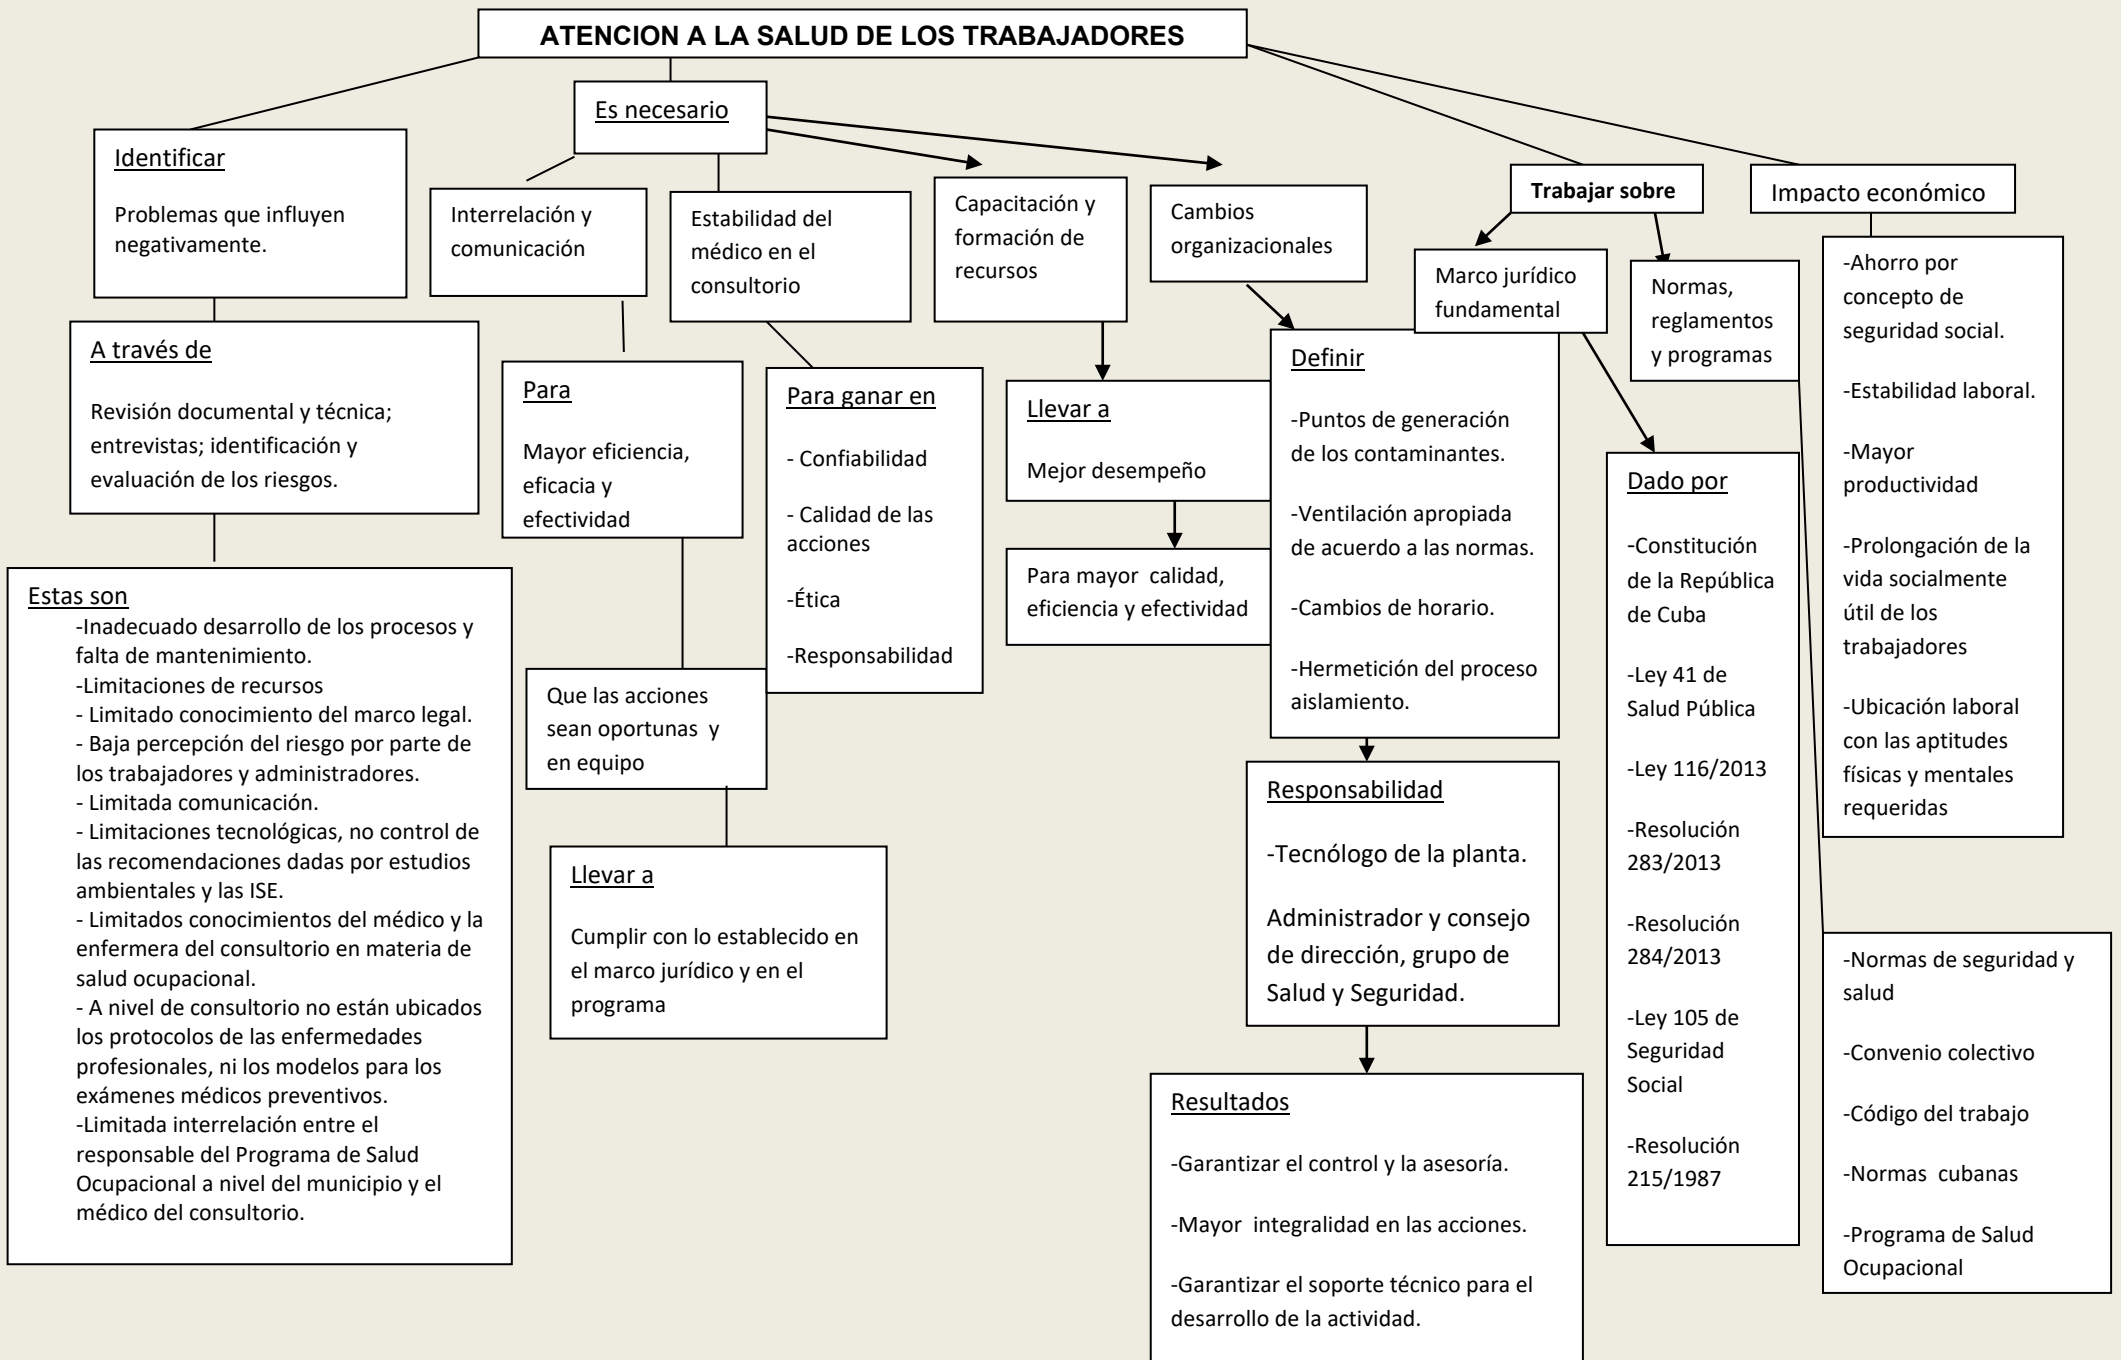 ATENCION A LA SALUD DE LOS TRABAJADORES
Es necesario
Identificar
Problemas que influyen
negativamente.
Interrelación y
comunicación
Estabilidad del
médico en el
consultorio
Capacitación y
formación de
recursos
Cambios
organizacionales
Trabajar sobre
Impacto económico
Marco jurídico
fundamental
Normas,
reglamentos
y programas
-Ahorro por
concepto de
seguridad social.
-Estabilidad laboral.
-Mayor
productividad
-Prolongación de la
vida socialmente
útil de los
trabajadores
-Ubicación laboral
con las aptitudes
físicas y mentales
requeridas
A través de
Revisión documental y técnica;
entrevistas; identificación y
evaluación de los riesgos.
Para
Mayor eficiencia,
eficacia y
efectividad
Para ganar en
- Confiabilidad
- Calidad de las
acciones
-Ética
-Responsabilidad
Llevar a
Mejor desempeño
Para mayor  calidad,
eficiencia y efectividad
Definir
-Puntos de generación
de los contaminantes.
-Ventilación apropiada
de acuerdo a las normas.
-Cambios de horario.
-Hermetición del proceso
aislamiento.
Dado por
-Constitución
de la República
de Cuba
-Ley 41 de
Salud Pública
-Ley 116/2013
-Resolución
283/2013
-Resolución
284/2013
-Ley 105 de
Seguridad
Social
-Resolución
215/1987
Estas son
-Inadecuado desarrollo de los procesos y
falta de mantenimiento.
-Limitaciones de recursos
- Limitado conocimiento del marco legal.
- Baja percepción del riesgo por parte de
los trabajadores y administradores.
- Limitada comunicación.
- Limitaciones tecnológicas, no control de
las recomendaciones dadas por estudios
ambientales y las ISE.
- Limitados conocimientos del médico y la
enfermera del consultorio en materia de
salud ocupacional.
- A nivel de consultorio no están ubicados
los protocolos de las enfermedades
profesionales, ni los modelos para los
exámenes médicos preventivos.
-Limitada interrelación entre el
responsable del Programa de Salud
Ocupacional a nivel del municipio y el
médico del consultorio.
Que las acciones
sean oportunas  y
en equipo
Llevar a
Cumplir con lo establecido en
el marco jurídico y en el
programa
Responsabilidad
-Tecnólogo de la planta.
Administrador y consejo
de dirección, grupo de
Salud y Seguridad.
Resultados
-Garantizar el control y la asesoría.
-Mayor  integralidad en las acciones.
-Garantizar el soporte técnico para el
desarrollo de la actividad.
-Normas de seguridad y
salud
-Convenio colectivo
-Código del trabajo
-Normas  cubanas
-Programa de Salud
Ocupacional